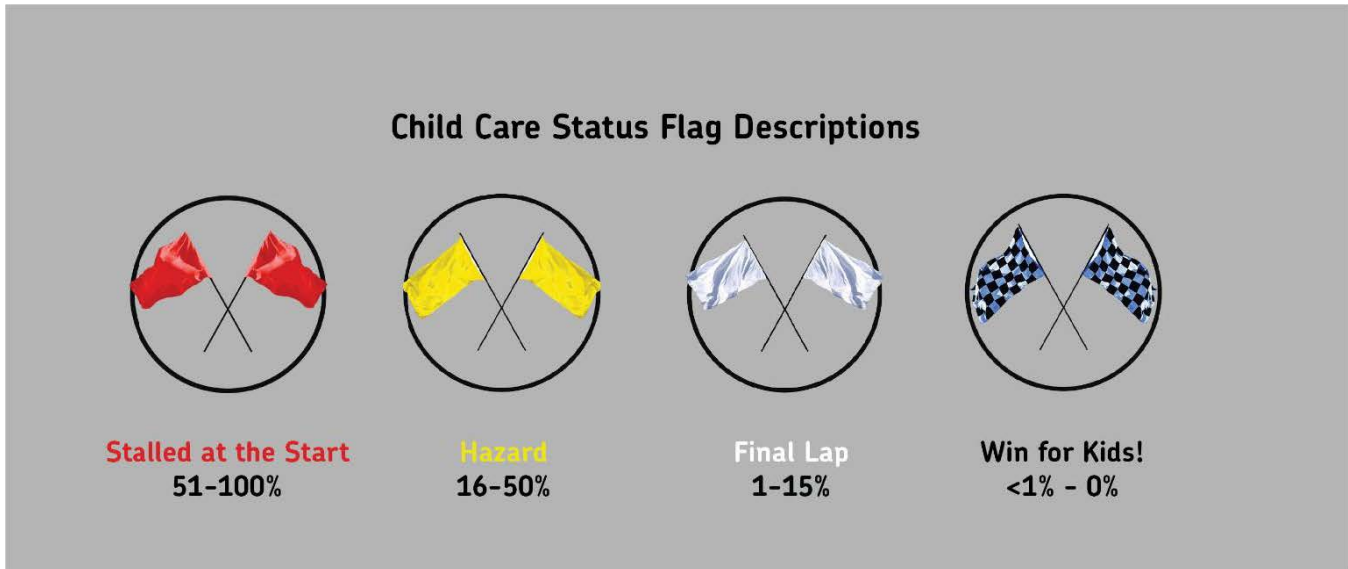 Child Care Status Flag Descriptions
Stalled at the Start
51-100%
Hazard
16-50%
Final Lap
1-15%
Win for Kids!
<1% - 0%